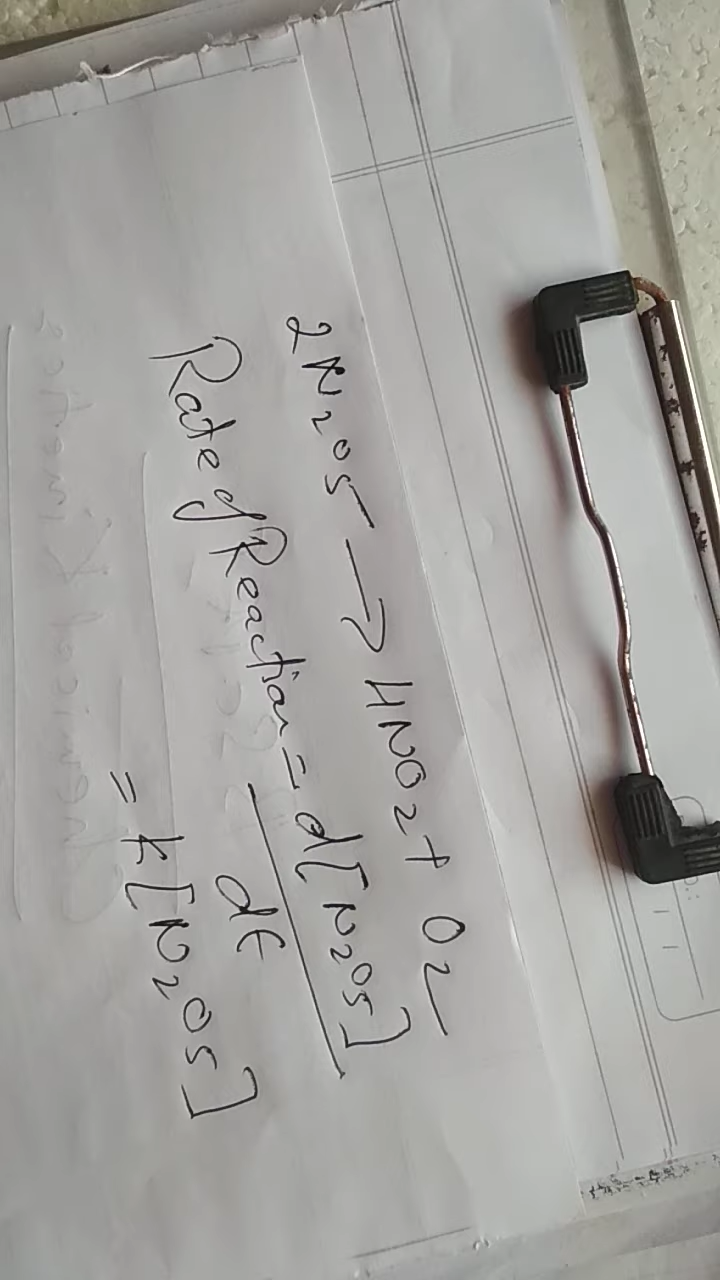 2N2O5 → 4NO2 + O2
Rate of Reaction = d[N2O5]
dt
= k[N2O5]